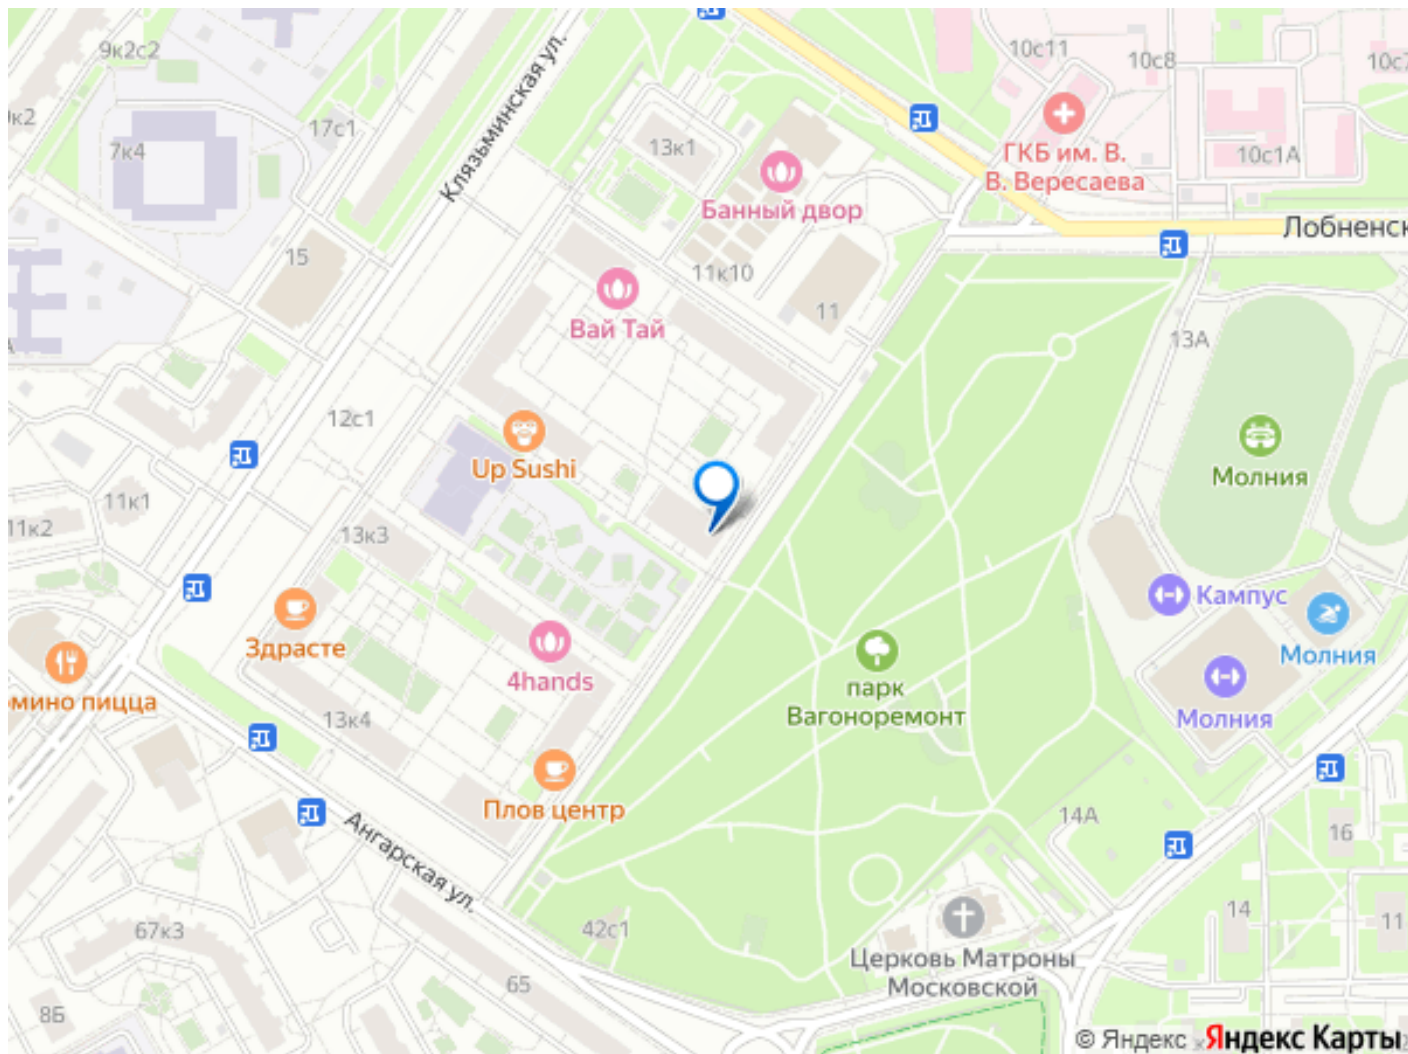 9к2с2
10с11
10с8
Клязьминская ул.
17с1
7к4
13к1
ГКБ им. В.
В. Вересаева
10с1А
Банный двор
Лобненск
15
11к10
11
Вай Тай
13А
12с1
Up Sushi
Молния
11к1
11к2
13к3
Кампус
Здрасте
4hands
Молния
парк
Вагоноремонт
омино пицца
13к4
Молния
Плов центр
14А
16
Ангарская ул.
14
11
67к3
42с1
Церковь Матроны
Московской
65
8Б
© Яндекс
Яндекс Карты